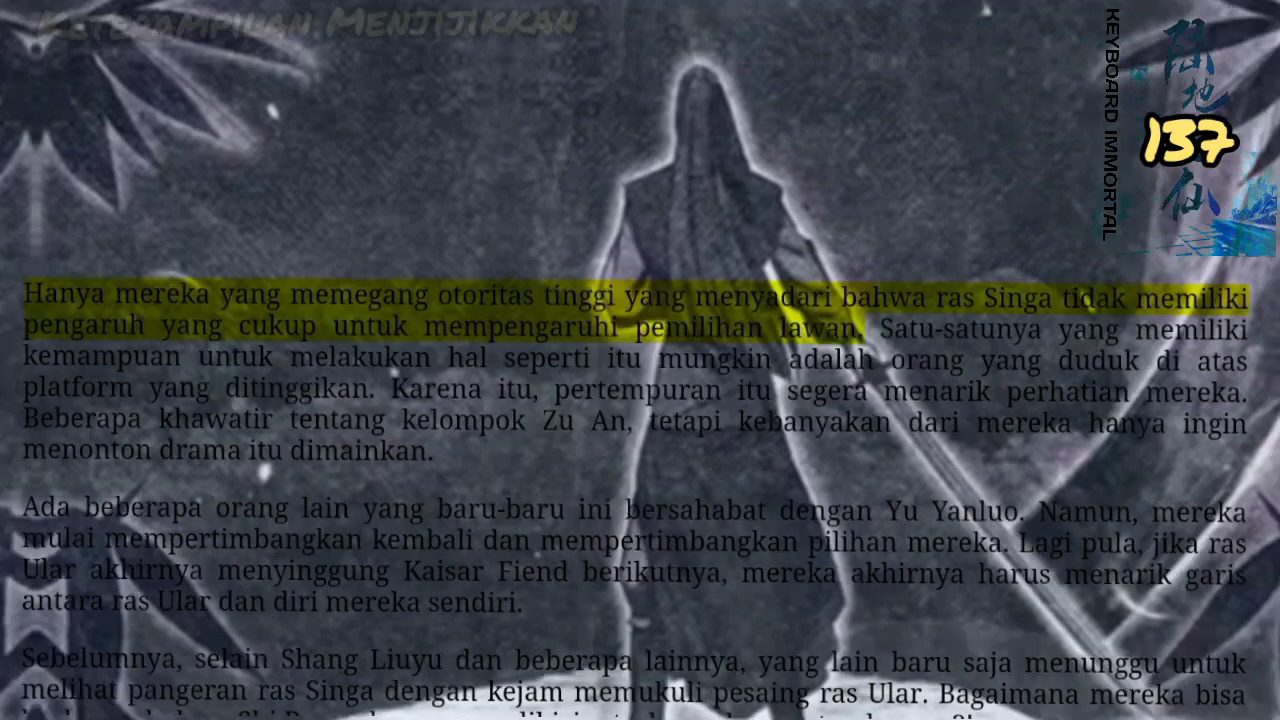 Keterampilan Menjijikkan
KEYBOARD IMMORTAL
陆地
137
仙
Hanya mereka yang memegang otoritas tinggi yang menyadari bahwa ras Singa tidak memiliki
pengaruh yang cukup untuk mempengaruhi pemilihan lawan. Satu-satunya yang memiliki
kemampuan untuk melakukan hal seperti itu mungkin adalah orang yang duduk di atas
platform yang ditinggikan. Karena itu, pertempuran itu segera menarik perhatian mereka.
Beberapa khawatir tentang kelompok Zu An, tetapi kebanyakan dari mereka hanya ingin
menonton drama itu dimainkan.
Ada beberapa orang lain yang baru-baru ini bersahabat dengan Yu Yanluo. Namun, mereka
mulai mempertimbangkan kembali dan mempertimbangkan pilihan mereka. Lagi pula, jika ras
Ular akhirnya menyinggung Kaisar Fiend berikutnya, mereka akhirnya harus menarik garis
antara ras Ular dan diri mereka sendiri.
Sebelumnya, selain Shang Liuyu dan beberapa lainnya, yang lain baru saja menunggu untuk
melihat pangeran ras Singa dengan kejam memukuli pesaing ras Ular. Bagaimana mereka bisa